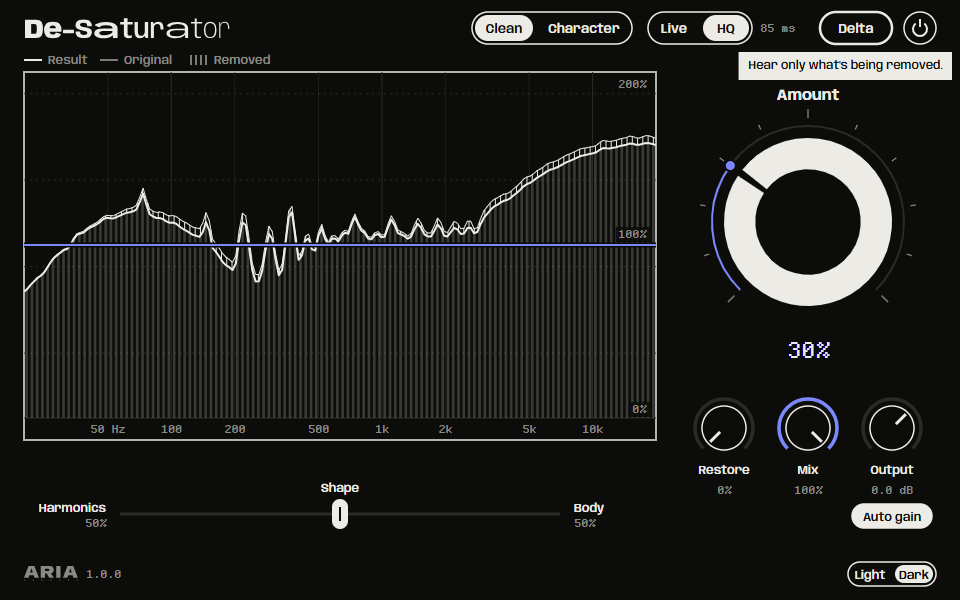 De-Saturator
Clean Character
Live HQ 85 ms
Delta
Result Original Removed
Hear only what's being removed.
200%
100%
0%
50 Hz 100 200 500 1k 2k 5k 10k
Amount
30%
Restore Mix Output
0% 100% 0.0 dB
Auto gain
Shape
Harmonics Body
50% 50%
ARIA 1.0.0
Light Dark